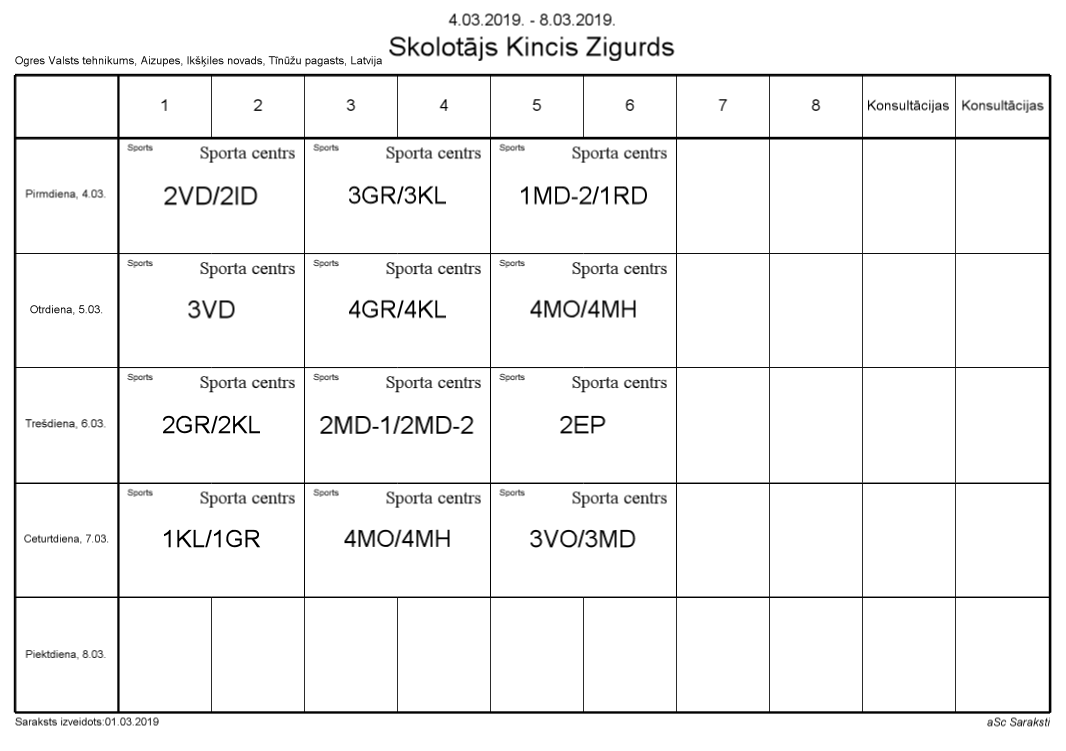 4.03.2019. - 8.03.2019.
Skolotājs Kincis Zigurds
Ogres Valsts tehnikums, Aizupes, Ikšķiles novads, Tīnūžu pagasts, Latvija
1 2 3 4 5 6 7 8 Konsultācijas Konsultācijas
Sports Sporta centrs Sports Sporta centrs Sports Sporta centrs
Pirmdiena, 4.03. 2VD/2ID 3GR/3KL 1MD-2/1RD
Sports Sporta centrs Sports Sporta centrs Sports Sporta centrs
Otrdiena, 5.03. 3VD 4GR/4KL 4MO/4MH
Sports Sporta centrs Sports Sporta centrs Sports Sporta centrs
Trešdiena, 6.03. 2GR/2KL 2MD-1/2MD-2 2EP
Sports Sporta centrs Sports Sporta centrs Sports Sporta centrs
Ceturtdiena, 7.03. 1KL/1GR 4MO/4MH 3VO/3MD
Piektdiena, 8.03.
Saraksts izveidots:01.03.2019 aSc Saraksti